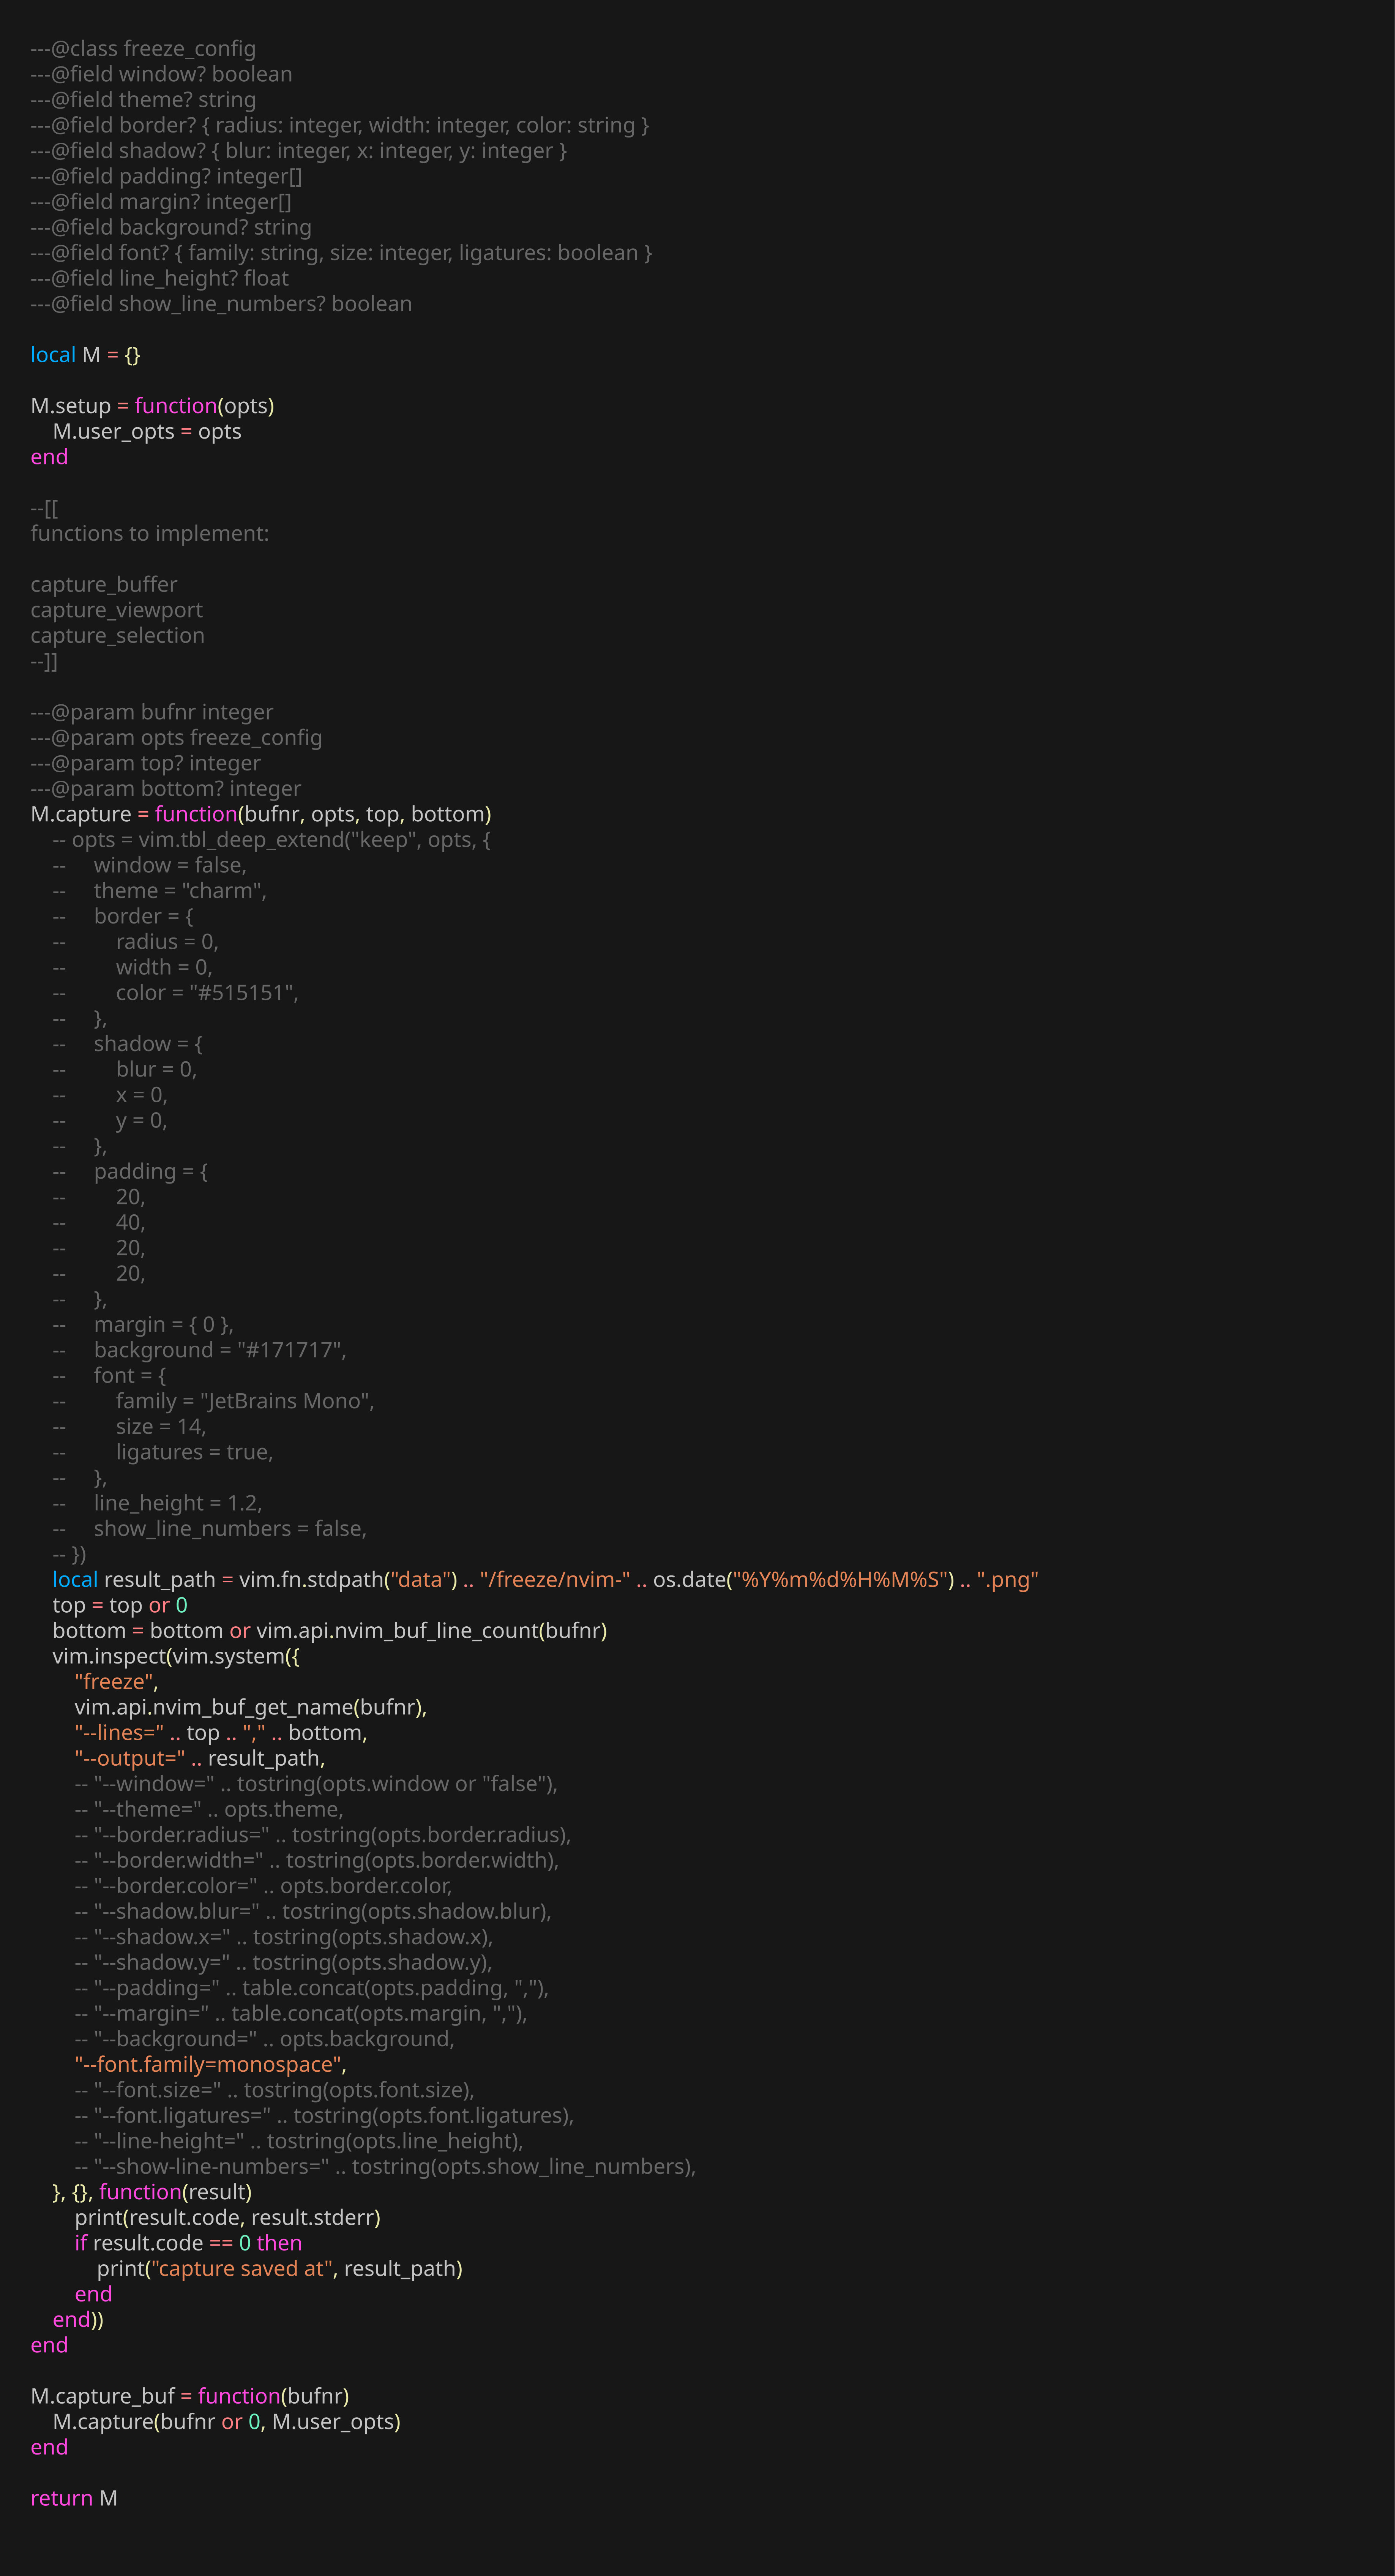 ---@class freeze_config
---@field window? boolean
---@field theme? string
---@field border? { radius: integer, width: integer, color: string }
---@field shadow? { blur: integer, x: integer, y: integer }
---@field padding? integer[]
---@field margin? integer[]
---@field background? string
---@field font? { family: string, size: integer, ligatures: boolean }
---@field line_height? float
---@field show_line_numbers? boolean

local M = {}

M.setup = function(opts)
    M.user_opts = opts
end

--[[
functions to implement:

capture_buffer
capture_viewport
capture_selection
--]]

---@param bufnr integer
---@param opts freeze_config
---@param top? integer
---@param bottom? integer
M.capture = function(bufnr, opts, top, bottom)
    -- opts = vim.tbl_deep_extend("keep", opts, {
    --     window = false,
    --     theme = "charm",
    --     border = {
    --         radius = 0,
    --         width = 0,
    --         color = "#515151",
    --     },
    --     shadow = {
    --         blur = 0,
    --         x = 0,
    --         y = 0,
    --     },
    --     padding = {
    --         20,
    --         40,
    --         20,
    --         20,
    --     },
    --     margin = { 0 },
    --     background = "#171717",
    --     font = {
    --         family = "JetBrains Mono",
    --         size = 14,
    --         ligatures = true,
    --     },
    --     line_height = 1.2,
    --     show_line_numbers = false,
    -- })
    local result_path = vim.fn.stdpath("data") .. "/freeze/nvim-" .. os.date("%Y%m%d%H%M%S") .. ".png"
    top = top or 0
    bottom = bottom or vim.api.nvim_buf_line_count(bufnr)
    vim.inspect(vim.system({
        "freeze",
        vim.api.nvim_buf_get_name(bufnr),
        "--lines=" .. top .. "," .. bottom,
        "--output=" .. result_path,
        -- "--window=" .. tostring(opts.window or "false"),
        -- "--theme=" .. opts.theme,
        -- "--border.radius=" .. tostring(opts.border.radius),
        -- "--border.width=" .. tostring(opts.border.width),
        -- "--border.color=" .. opts.border.color,
        -- "--shadow.blur=" .. tostring(opts.shadow.blur),
        -- "--shadow.x=" .. tostring(opts.shadow.x),
        -- "--shadow.y=" .. tostring(opts.shadow.y),
        -- "--padding=" .. table.concat(opts.padding, ","),
        -- "--margin=" .. table.concat(opts.margin, ","),
        -- "--background=" .. opts.background,
        "--font.family=monospace",
        -- "--font.size=" .. tostring(opts.font.size),
        -- "--font.ligatures=" .. tostring(opts.font.ligatures),
        -- "--line-height=" .. tostring(opts.line_height),
        -- "--show-line-numbers=" .. tostring(opts.show_line_numbers),
    }, {}, function(result)
        print(result.code, result.stderr)
        if result.code == 0 then
            print("capture saved at", result_path)
        end
    end))
end

M.capture_buf = function(bufnr)
    M.capture(bufnr or 0, M.user_opts)
end

return M